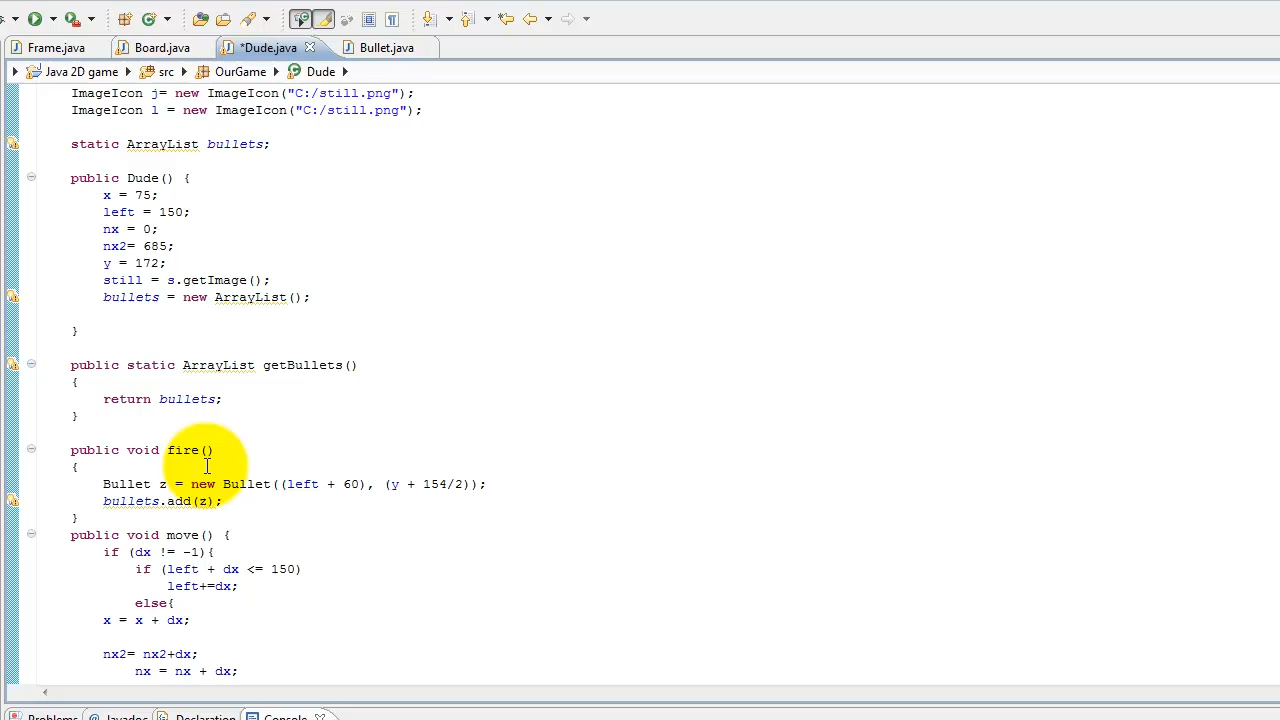 Frame.java Board.java *Dude.java Bullet.java
Java 2D game src OurGame Dude
ImageIcon j= new ImageIcon("C:/still.png");
ImageIcon l = new ImageIcon("C:/still.png");
static ArrayList bullets;
public Dude() {
x = 75;
left = 150;
nx = 0;
nx2= 685;
y = 172;
still = s.getImage();
bullets = new ArrayList();
}
public static ArrayList getBullets()
{
return bullets;
}
public void fire()
{
Bullet z = new Bullet((left + 60), (y + 154/2));
bullets.add(z);
}
public void move() {
if (dx != -1){
if (left + dx <= 150)
left+=dx;
else{
x = x + dx;
nx2= nx2+dx;
nx = nx + dx;
Problems Javadoc Declaration Console